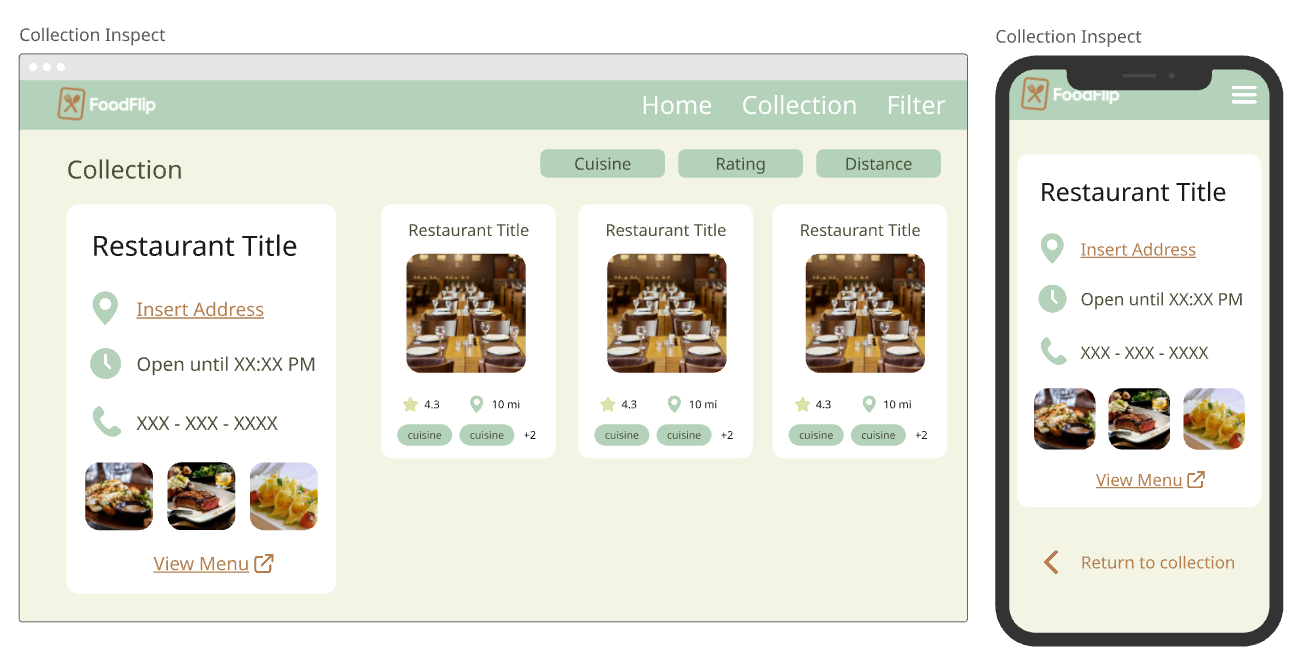 Collection Inspect
FoodFlip
Home Collection Filter
Collection
Cuisine Rating Distance
Restaurant Title
Insert Address
Open until XX:XX PM
XXX - XXX - XXXX
View Menu
Restaurant Title
4.3 10 mi
cuisine cuisine +2
Restaurant Title
4.3 10 mi
cuisine cuisine +2
Restaurant Title
4.3 10 mi
cuisine cuisine +2
Collection Inspect
FoodFlip
Restaurant Title
Insert Address
Open until XX:XX PM
XXX - XXX - XXXX
View Menu
Return to collection